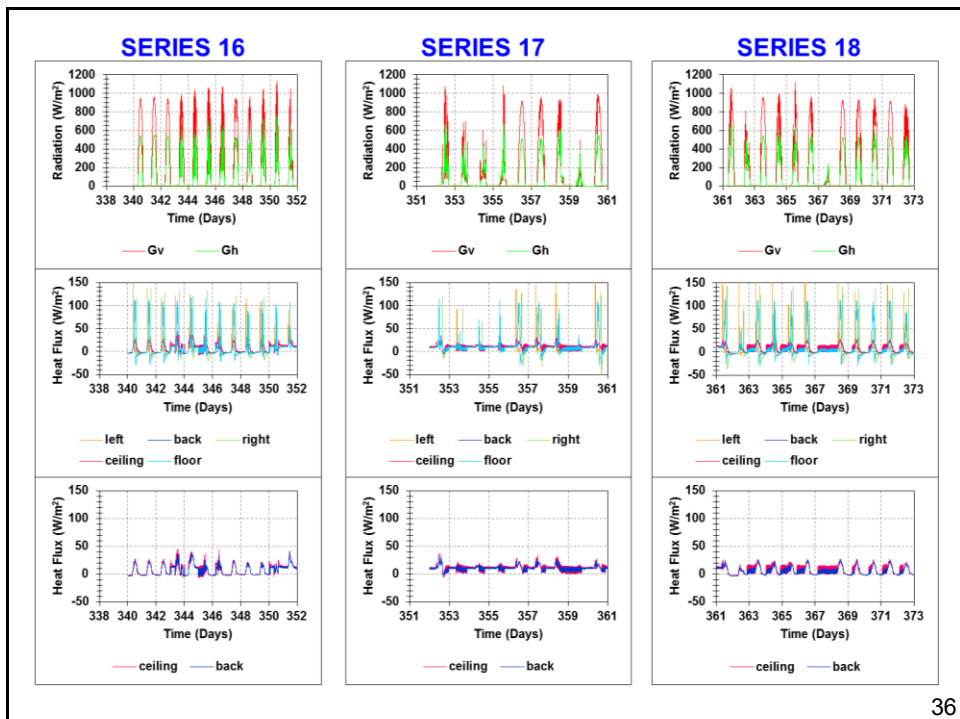 SERIES 16
1200
1000
800
600
400
200
0
Radiation (W/m²)
338 340 342 344 346 348 350 352
Time (Days)
Gv Gh
150
100
50
0
-50
Heat Flux (W/m²)
338 340 342 344 346 348 350 352
Time (Days)
left back right
ceiling floor
150
100
50
0
-50
Heat Flux (W/m²)
338 340 342 344 346 348 350 352
Time (Days)
ceiling back
SERIES 17
1200
1000
800
600
400
200
0
Radiation (W/m²)
351 353 355 357 359 361
Time (Days)
Gv Gh
150
100
50
0
-50
Heat Flux (W/m²)
351 353 355 357 359 361
Time (Days)
left back right
ceiling floor
150
100
50
0
-50
Heat Flux (W/m²)
351 353 355 357 359 361
Time (Days)
ceiling back
SERIES 18
1200
1000
800
600
400
200
0
Radiation (W/m²)
361 363 365 367 369 371 373
Time (Days)
Gv Gh
150
100
50
0
-50
Heat Flux (W/m²)
361 363 365 367 369 371 373
Time (Days)
left back right
ceiling floor
150
100
50
0
-50
Heat Flux (W/m²)
361 363 365 367 369 371 373
Time (Days)
ceiling back
36